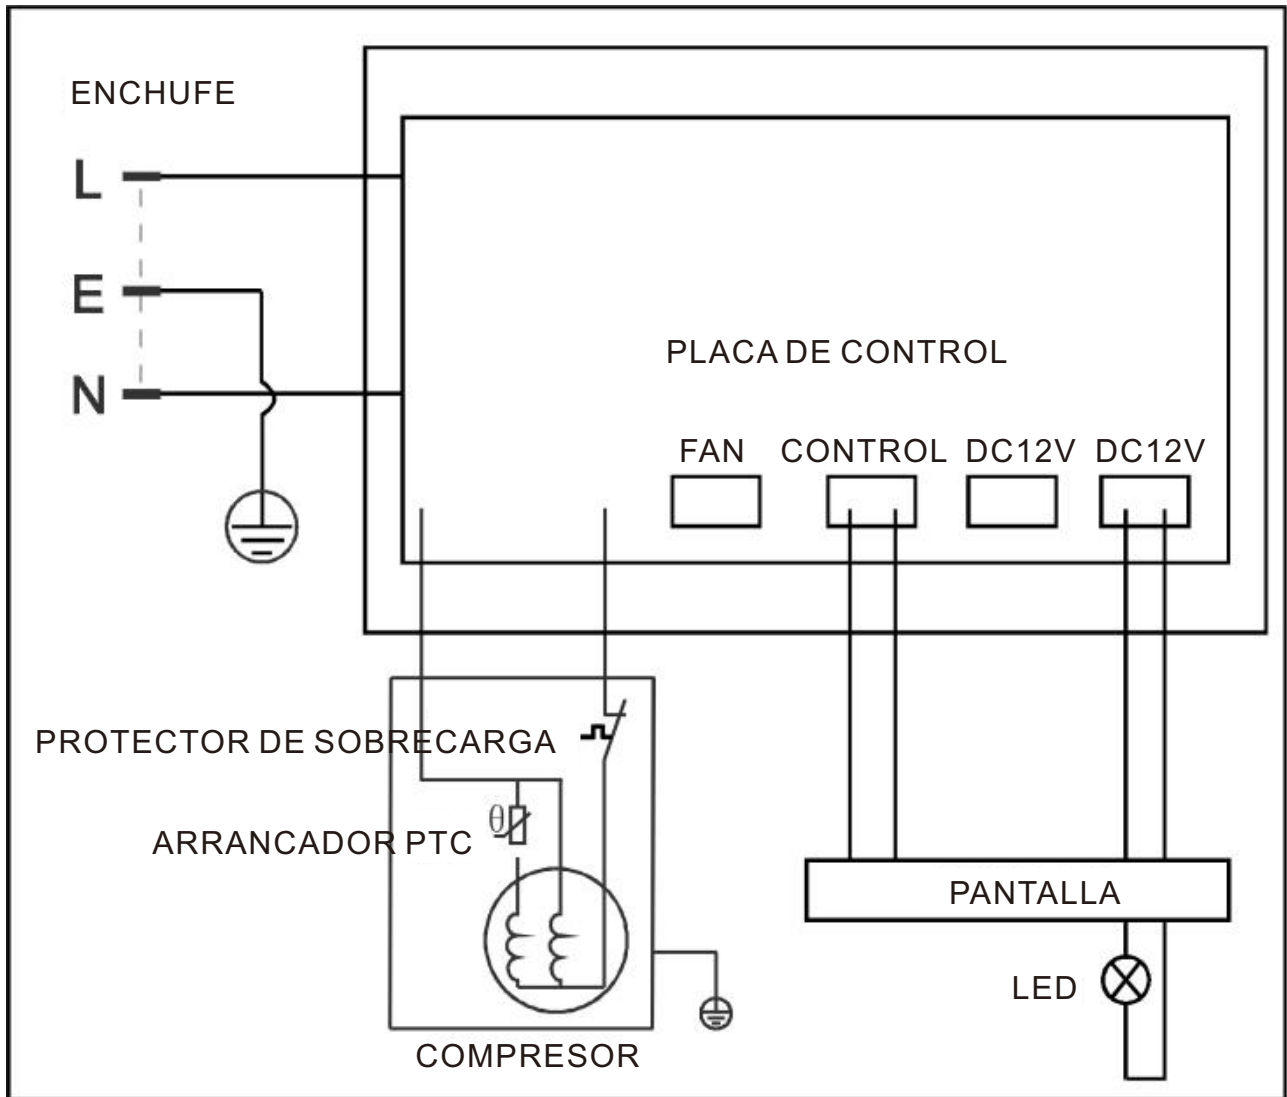 ENCHUFE
L
E
N
PLACA DE CONTROL
FAN CONTROL DC12V DC12V
PROTECTOR DE SOBRECARGA
θ
ARRANCADOR PTC
PANTALLA
LED
COMPRESOR